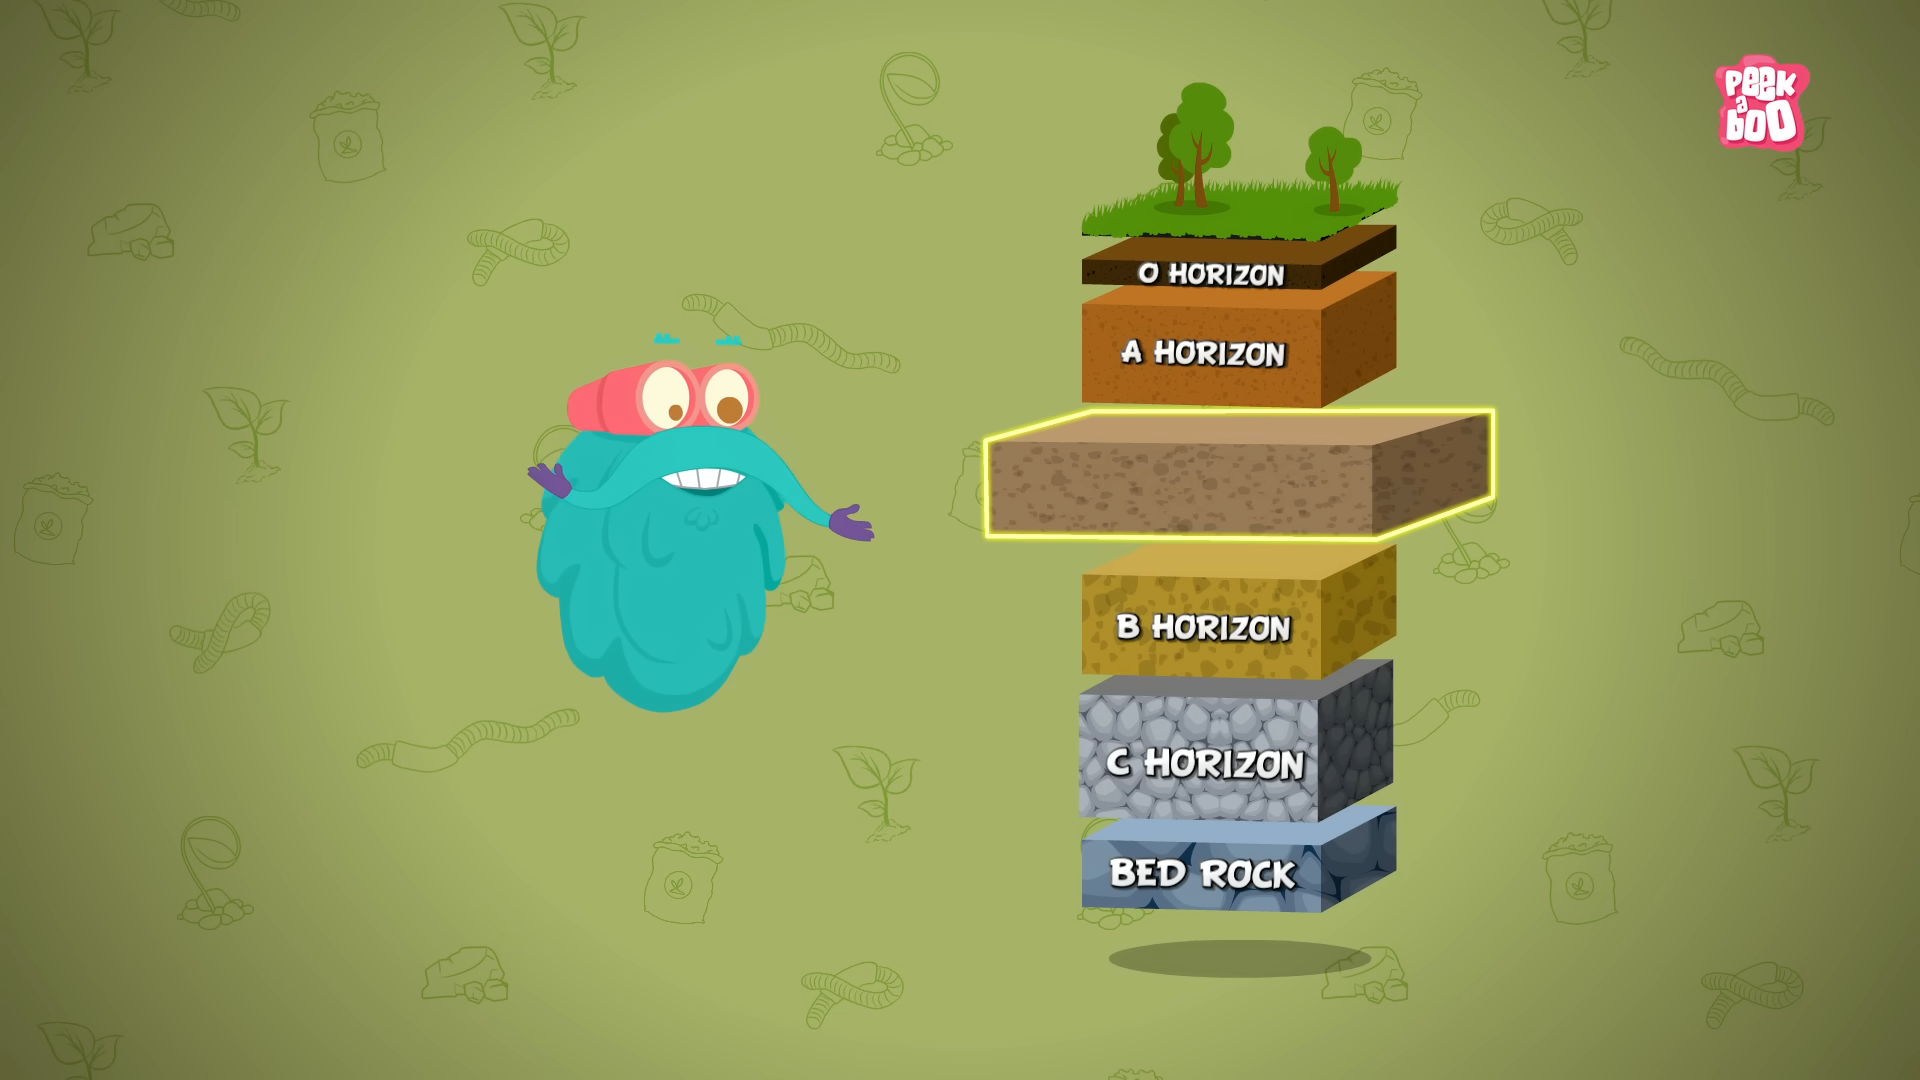 PEEK
a
BOO
O HORIZON
A HORIZON
B HORIZON
C HORIZON
BED ROCK